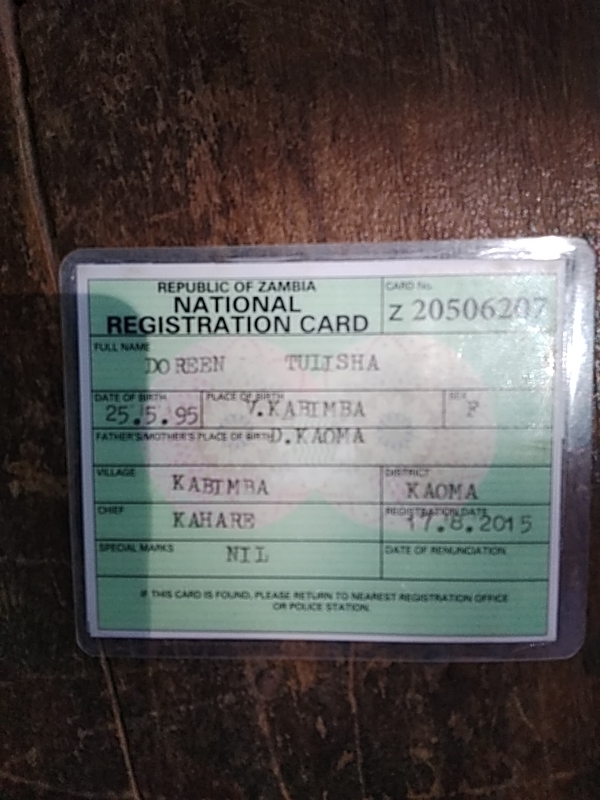 REPUBLIC OF ZAMBIA
NATIONAL
REGISTRATION CARD
CARD No.
Z 20506207
FULL NAME
DOREEN TULISHA
DATE OF BIRTH
25.5.95
PLACE OF BIRTH
V.KABIMBA
SEX
F
FATHER'S/MOTHER'S PLACE OF BIRTH
D.KAOMA
VILLAGE
KABIMBA
DISTRICT
KAOMA
CHIEF
KAHARE
REGISTRATION DATE
17.8.2015
SPECIAL MARKS
NIL
DATE OF RENUNCIATION
IF THIS CARD IS FOUND, PLEASE RETURN TO NEAREST REGISTRATION OFFICE
OR POLICE STATION.